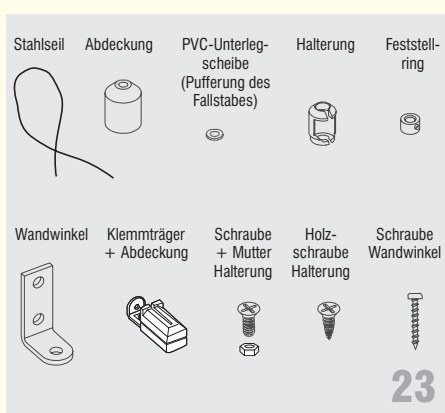 Stahlseil Abdeckung PVC-Unterleg- Halterung Feststell-
scheibe ring
(Pufferung des
Fallstabes)
Wandwinkel Klemmträger Schraube Holz- Schraube
+ Abdeckung + Mutter schraube Wandwinkel
Halterung Halterung
23